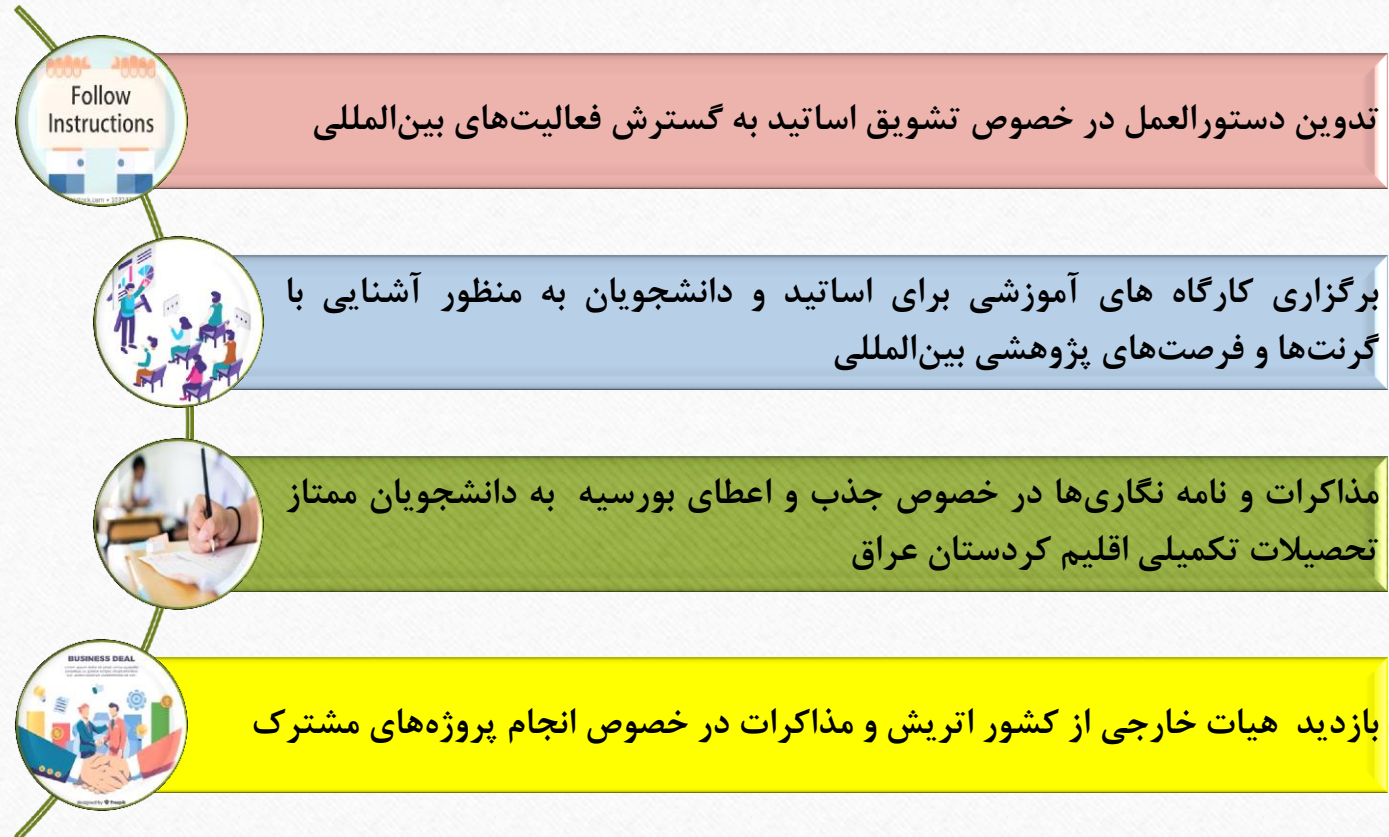 Follow
Instructions
تدوین دستورالعمل در خصوص تشویق اساتید به گسترش فعالیت‌های بین‌المللی
برگزاری کارگاه های آموزشی برای اساتید و دانشجویان به منظور آشنایی با
گرنت‌ها و فرصت‌های پژوهشی بین‌المللی
مذاکرات و نامه نگاری‌ها در خصوص جذب و اعطای بورسیه به دانشجویان ممتاز
تحصیلات تکمیلی اقلیم کردستان عراق
BUSINESS DEAL
بازدید هیات خارجی از کشور اتریش و مذاکرات در خصوص انجام پروژه‌های مشترک
designed by freepik